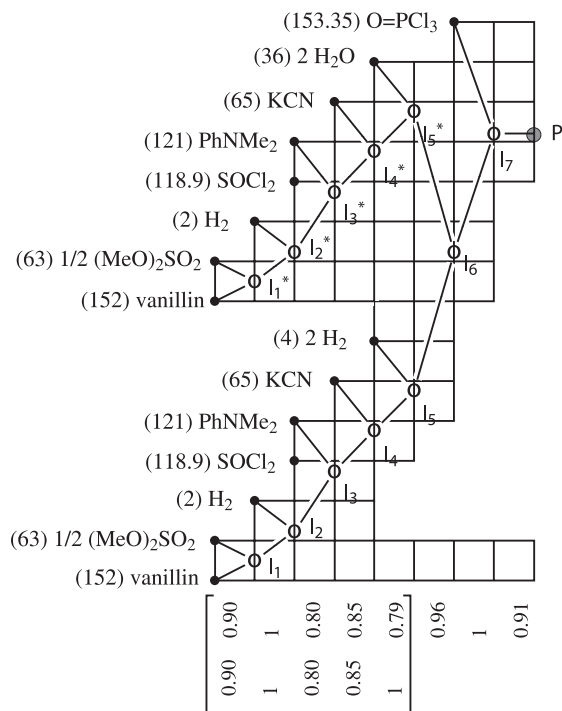 (153.35) O=PCl3
(36) 2 H2O
(65) KCN
I5*
P
(121) PhNMe2
I4*
I7
(118.9) SOCl2
I3*
(2) H2
I2*
(63) 1/2 (MeO)2SO2
I6
I1*
(152) vanillin
(4) 2 H2
(65) KCN
I5
(121) PhNMe2
I4
(118.9) SOCl2
I3
(2) H2
I2
(63) 1/2 (MeO)2SO2
I1
(152) vanillin
0.90 1 0.80 0.85 0.79 0.96 1 0.91
0.90 1 0.80 0.85 1